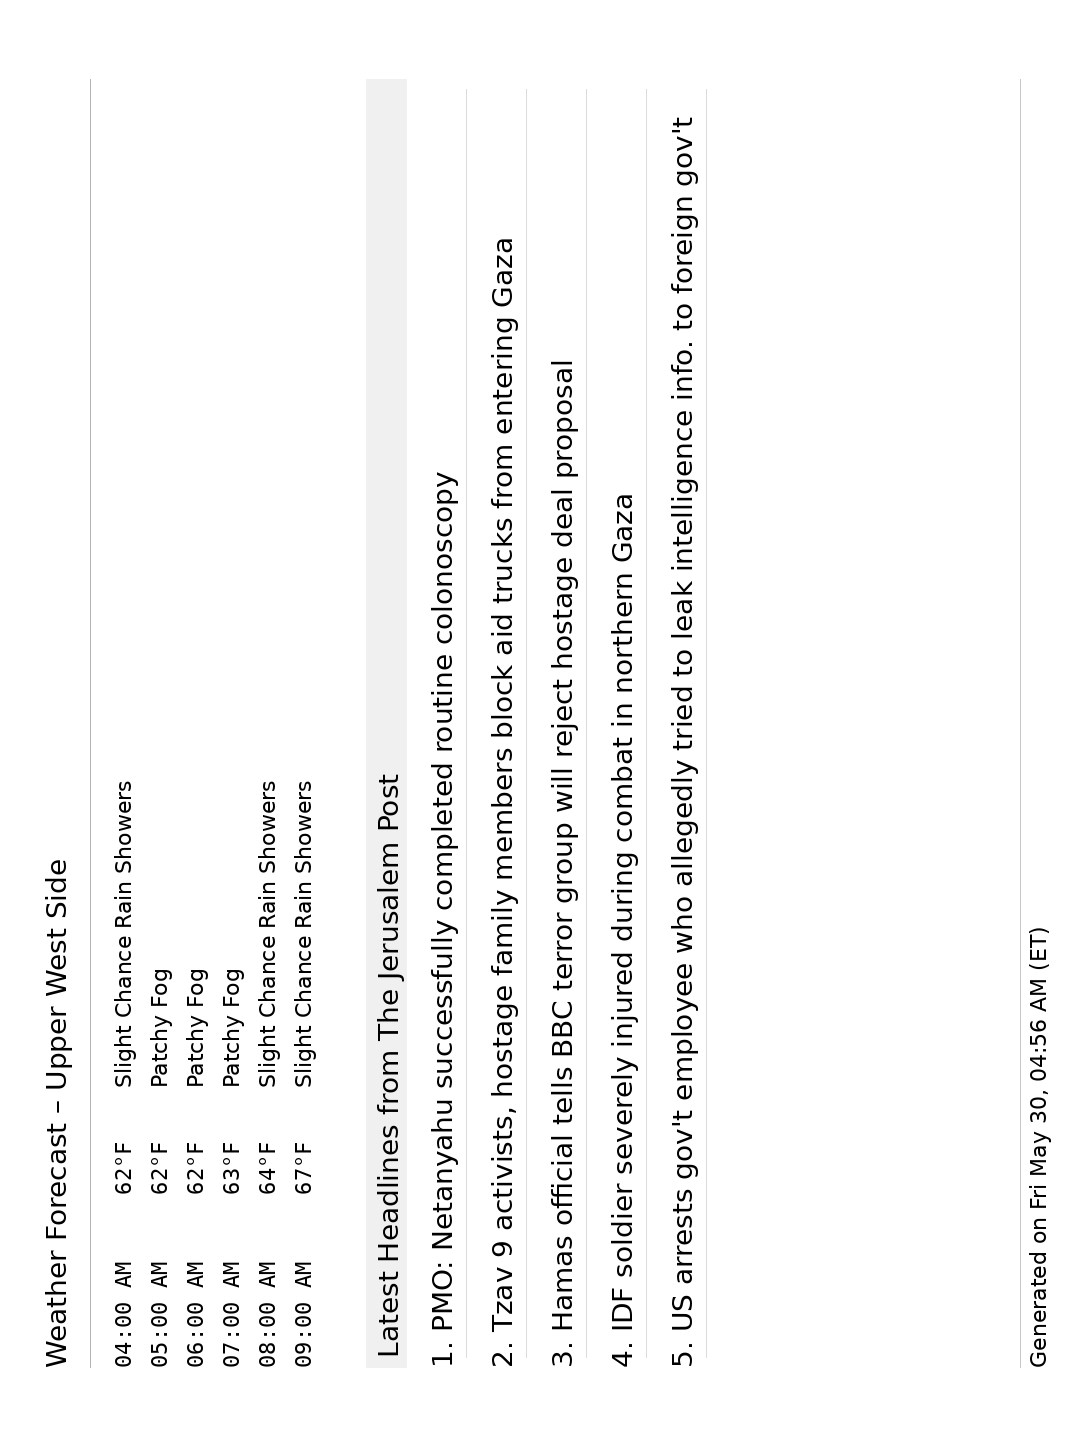 Weather Forecast – Upper West Side
04:00 AM 62°F Slight Chance Rain Showers
05:00 AM 62°F Patchy Fog
06:00 AM 62°F Patchy Fog
07:00 AM 63°F Patchy Fog
08:00 AM 64°F Slight Chance Rain Showers
09:00 AM 67°F Slight Chance Rain Showers
Latest Headlines from The Jerusalem Post
1. PMO: Netanyahu successfully completed routine colonoscopy
2. Tzav 9 activists, hostage family members block aid trucks from entering Gaza
3. Hamas official tells BBC terror group will reject hostage deal proposal
4. IDF soldier severely injured during combat in northern Gaza
5. US arrests gov't employee who allegedly tried to leak intelligence info. to foreign gov't
Generated on Fri May 30, 04:56 AM (ET)